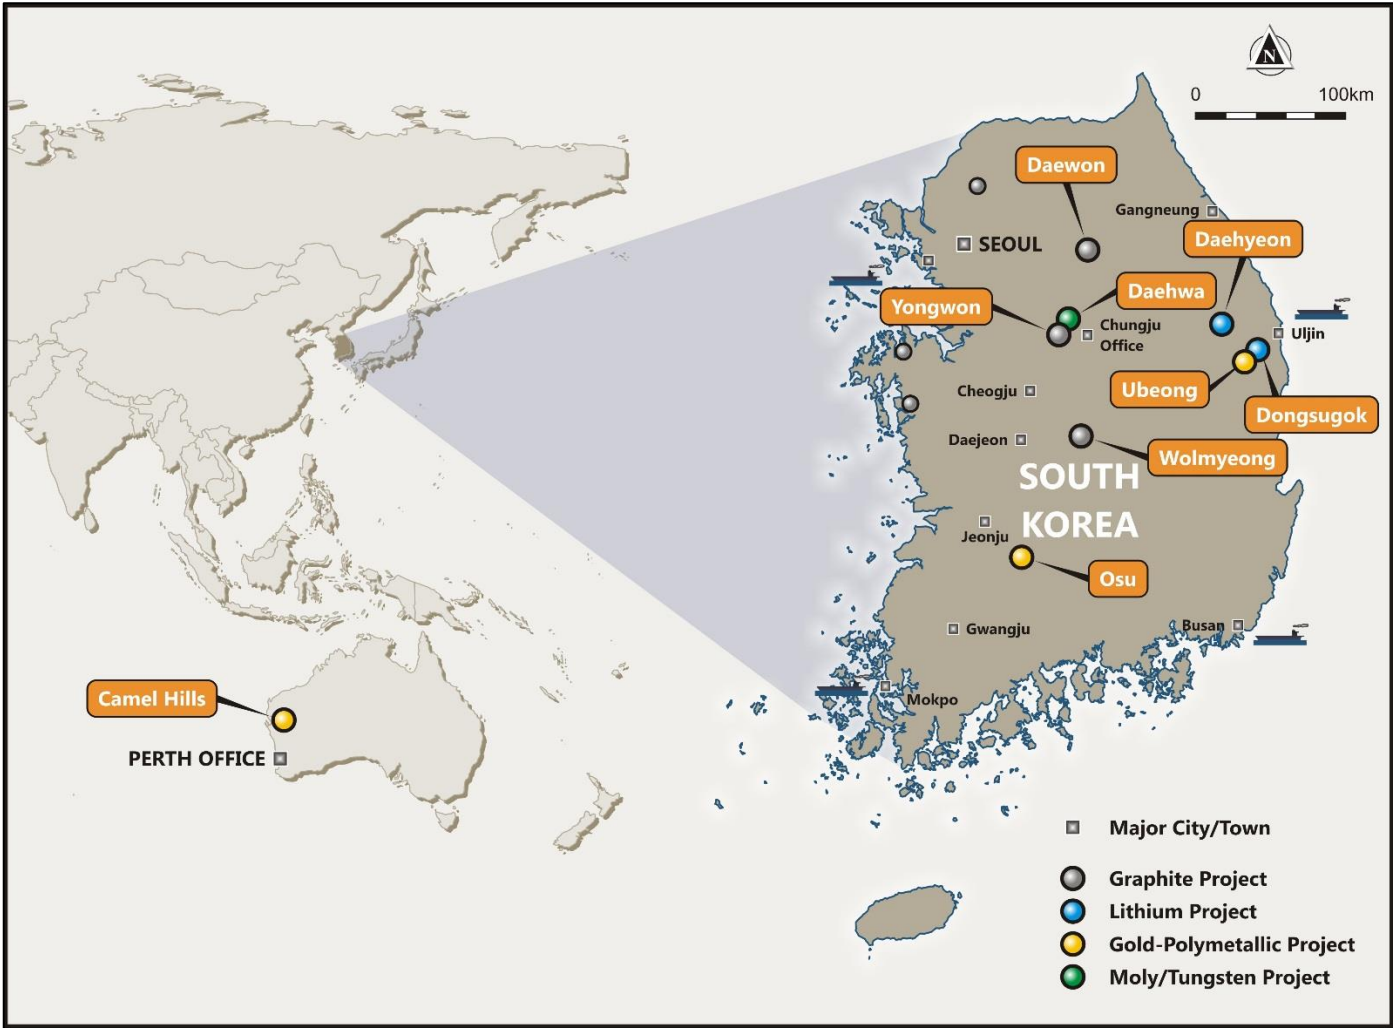 N
0 100km
Daewon
Gangneung
SEOUL
Daehyeon
Daehwa
Yongwon
Chungju
Office
Uljin
Cheogju
Ubeong
Dongsugok
Daejeon
Wolmyeong
SOUTH
KOREA
Jeonju
Osu
Gwangju
Busan
Mokpo
Camel Hills
PERTH OFFICE
Major City/Town
Graphite Project
Lithium Project
Gold-Polymetallic Project
Moly/Tungsten Project